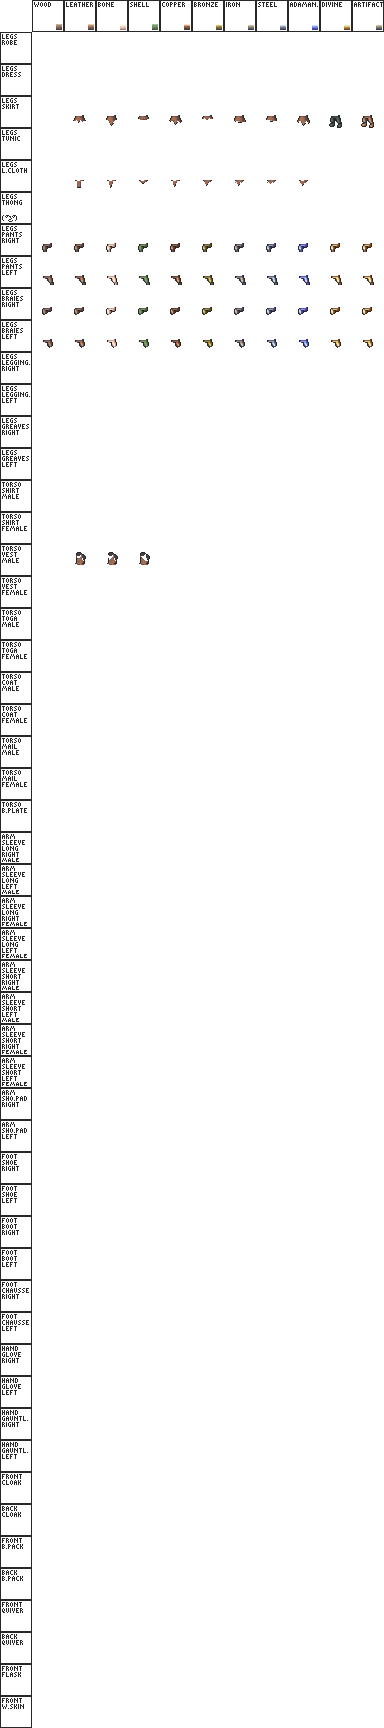 WOOD LEATHER BONE SHELL COPPER BRONZE IRON STEEL ADAMAN. DIVINE ARTIFACT
LEGS
ROBE
LEGS
DRESS
LEGS
SKIRT
LEGS
TUNIC
LEGS
L.CLOTH
LEGS
THONG
LEGS
PANTS
RIGHT
LEGS
PANTS
LEFT
LEGS
BRAIES
RIGHT
LEGS
BRAIES
LEFT
LEGS
LEGGING.
RIGHT
LEGS
LEGGING.
LEFT
LEGS
GREAVES
RIGHT
LEGS
GREAVES
LEFT
TORSO
SHIRT
MALE
TORSO
SHIRT
FEMALE
TORSO
VEST
MALE
TORSO
VEST
FEMALE
TORSO
TOGA
MALE
TORSO
TOGA
FEMALE
TORSO
COAT
MALE
TORSO
COAT
FEMALE
TORSO
MAIL
MALE
TORSO
MAIL
FEMALE
TORSO
B.PLATE
ARM
SLEEVE
LONG
RIGHT
MALE
ARM
SLEEVE
LONG
LEFT
MALE
ARM
SLEEVE
LONG
RIGHT
FEMALE
ARM
SLEEVE
LONG
LEFT
FEMALE
ARM
SLEEVE
SHORT
RIGHT
MALE
ARM
SLEEVE
SHORT
LEFT
MALE
ARM
SLEEVE
SHORT
RIGHT
FEMALE
ARM
SLEEVE
SHORT
LEFT
FEMALE
ARM
SHO.PAD
RIGHT
ARM
SHO.PAD
LEFT
FOOT
SHOE
RIGHT
FOOT
SHOE
LEFT
FOOT
BOOT
RIGHT
FOOT
BOOT
LEFT
FOOT
CHAUSSE
RIGHT
FOOT
CHAUSSE
LEFT
HAND
GLOVE
RIGHT
HAND
GLOVE
LEFT
HAND
GAUNTL.
RIGHT
HAND
GAUNTL.
LEFT
FRONT
CLOAK
BACK
CLOAK
FRONT
B.PACK
BACK
B.PACK
FRONT
QUIVER
BACK
QUIVER
FRONT
FLASK
FRONT
W.SKIN